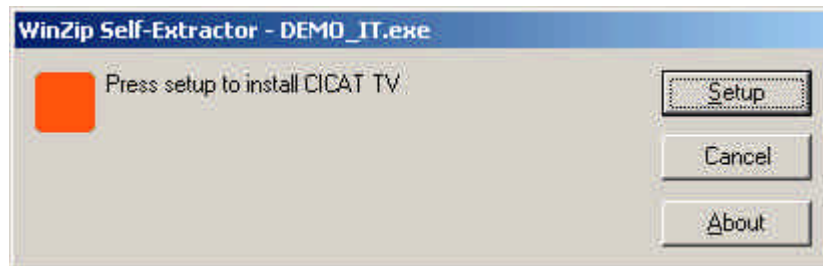 WinZip Self-Extractor - DEMO_IT.exe
Press setup to install CICAT TV
Setup
Cancel
About